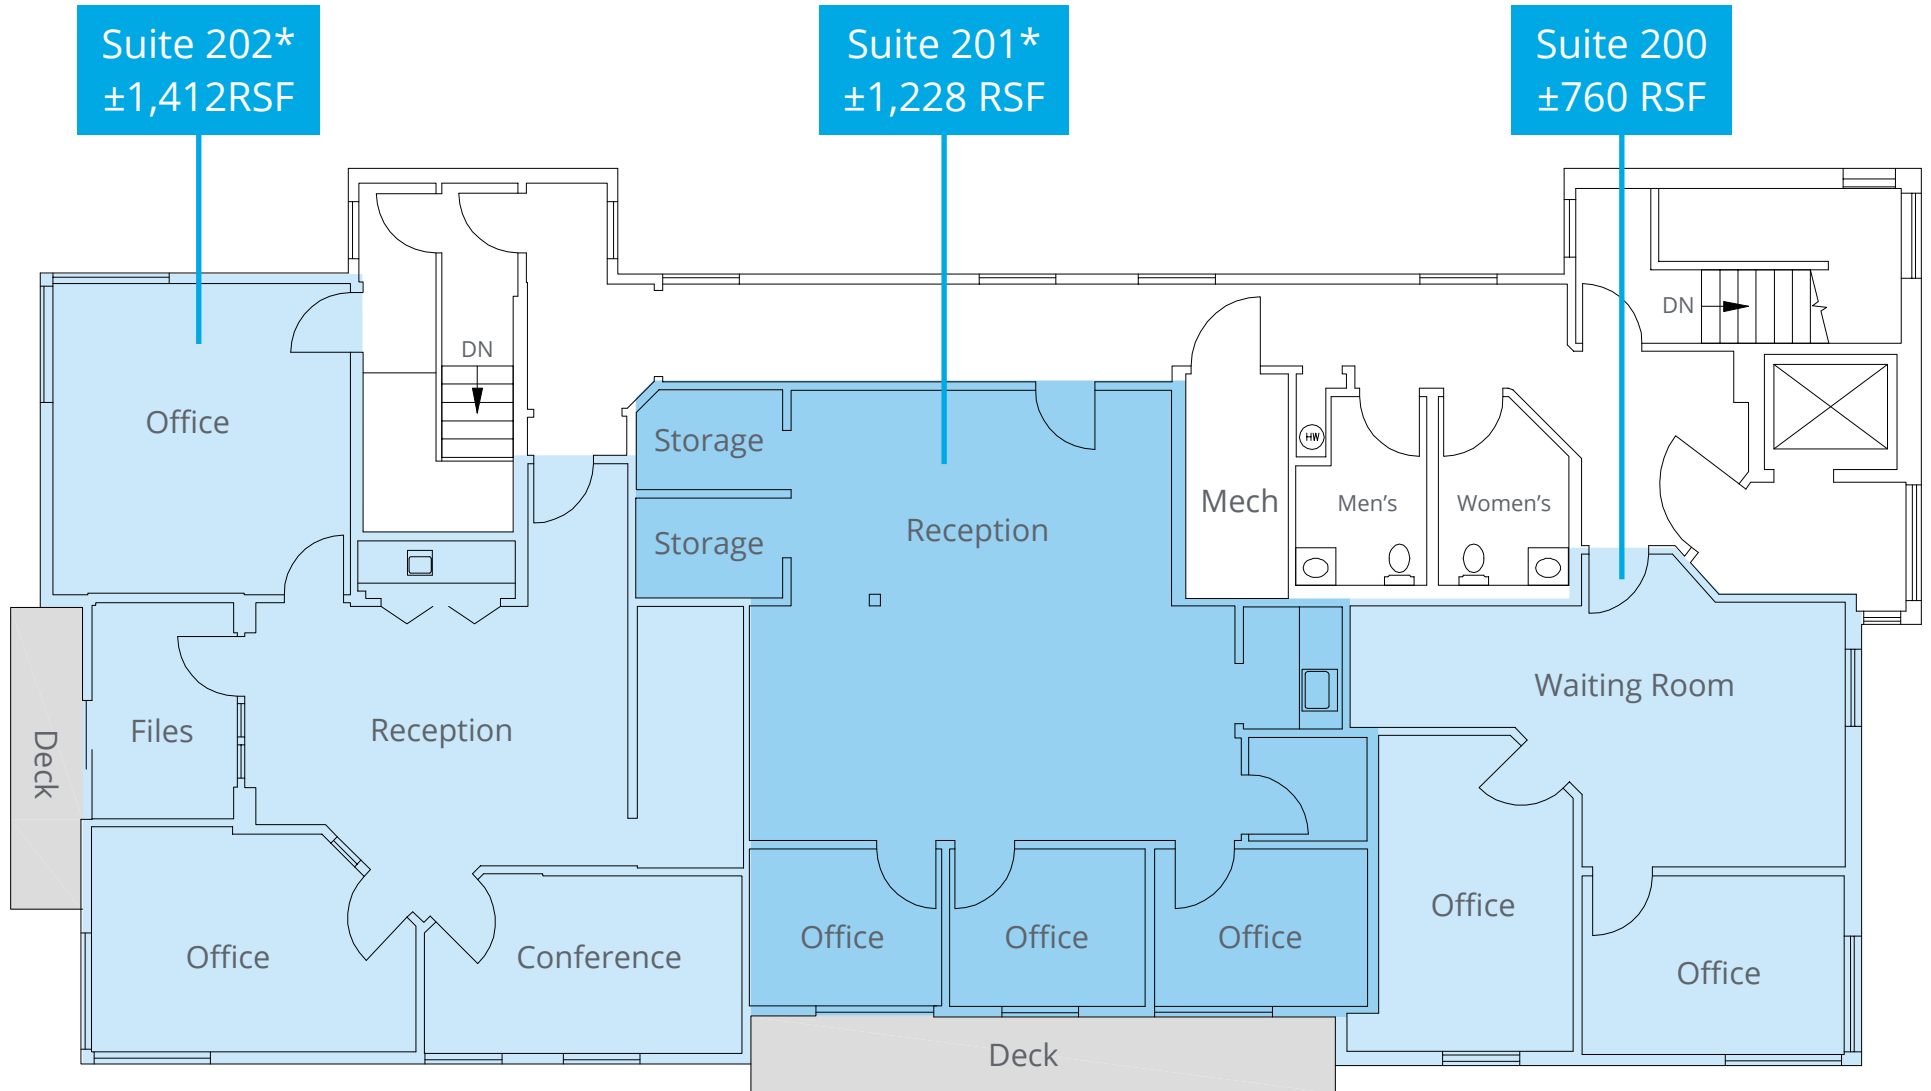 Suite 202*
±1,412RSF
Suite 201*
±1,228 RSF
Suite 200
±760 RSF
DN
DN
Office
Storage
HW
Mech
Men’s
Women’s
Reception
Storage
Waiting Room
Files
Reception
Deck
Office
Office
Office
Office
Office
Conference
Office
Deck